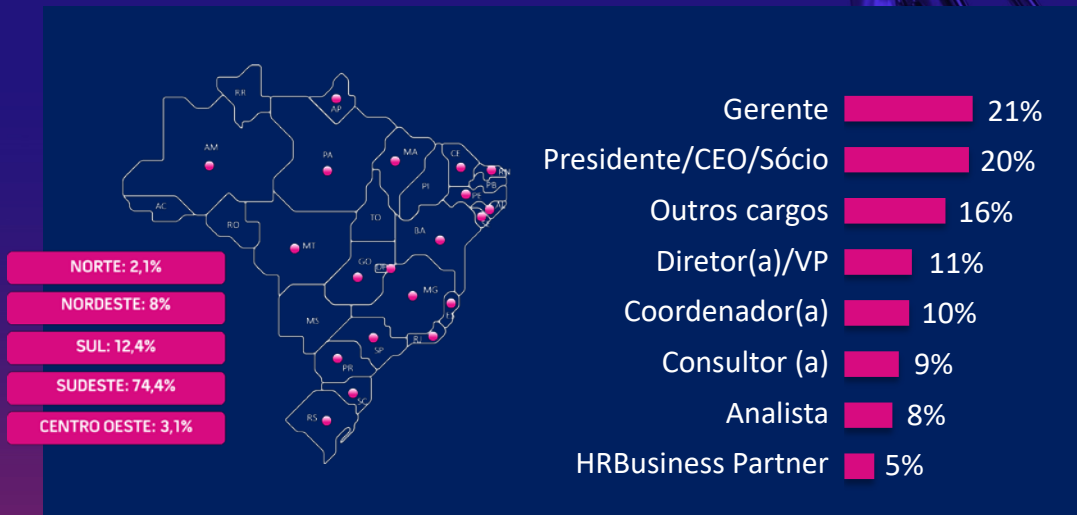 RR
AP
AM
PA
MA
CE
RN
PB
PI
PE
AL
SE
AC
RO
TO
BA
MT
GO
DF
MG
ES
MS
SP
RJ
PR
SC
RS
NORTE: 2,1%
NORDESTE: 8%
SUL: 12,4%
SUDESTE: 74,4%
CENTRO OESTE: 3,1%
Gerente 21%
Presidente/CEO/Sócio 20%
Outros cargos 16%
Diretor(a)/VP 11%
Coordenador(a) 10%
Consultor (a) 9%
Analista 8%
HRBusiness Partner 5%